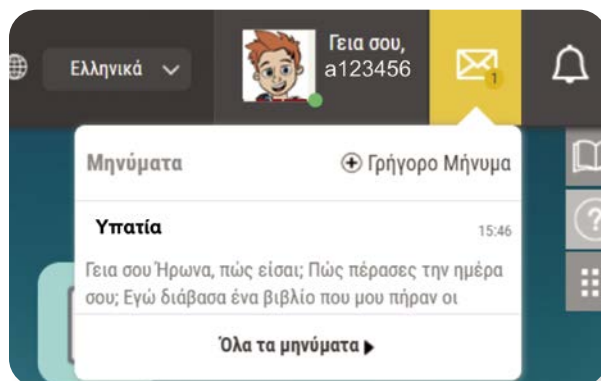 Ελληνικά
Γεια σου,
a123456
1
Μηνύματα
Γρήγορο Μήνυμα
Υπατία
15:46
Γεια σου Ήρωνα, πώς είσαι; Πώς πέρασες την ημέρα
σου; Εγώ διάβασα ένα βιβλίο που μου πήραν οι
Όλα τα μηνύματα
?